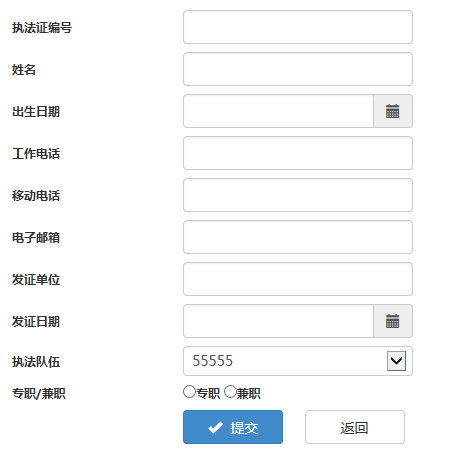 执法证编号
姓名
出生日期
工作电话
移动电话
电子邮箱
发证单位
发证日期
执法队伍 55555
专职/兼职 专职 兼职
提交 返回